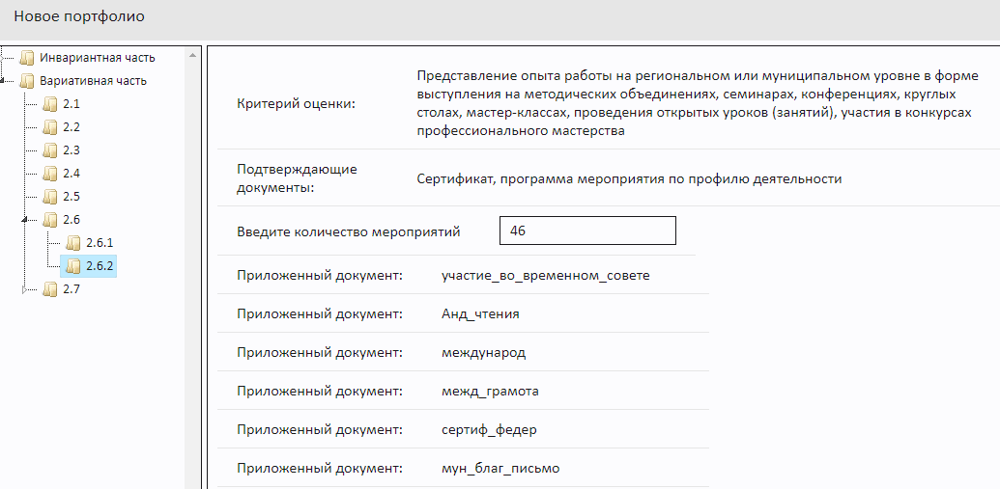 Новое портфолио
Инвариантная часть
Вариативная часть
2.1
2.2
2.3
2.4
2.5
2.6
2.6.1
2.6.2
2.7
Критерий оценки:
Представление опыта работы на региональном или муниципальном уровне в форме
выступления на методических объединениях, семинарах, конференциях, круглых
столах, мастер-классах, проведения открытых уроков (занятий), участия в конкурсах
профессионального мастерства
Подтверждающие
документы:
Сертификат, программа мероприятия по профилю деятельности
Введите количество мероприятий 46
Приложенный документ: участие_во_временном_совете
Приложенный документ: Анд_чтения
Приложенный документ: международ
Приложенный документ: межд_грамота
Приложенный документ: сертиф_федер
Приложенный документ: мун_благ_письмо